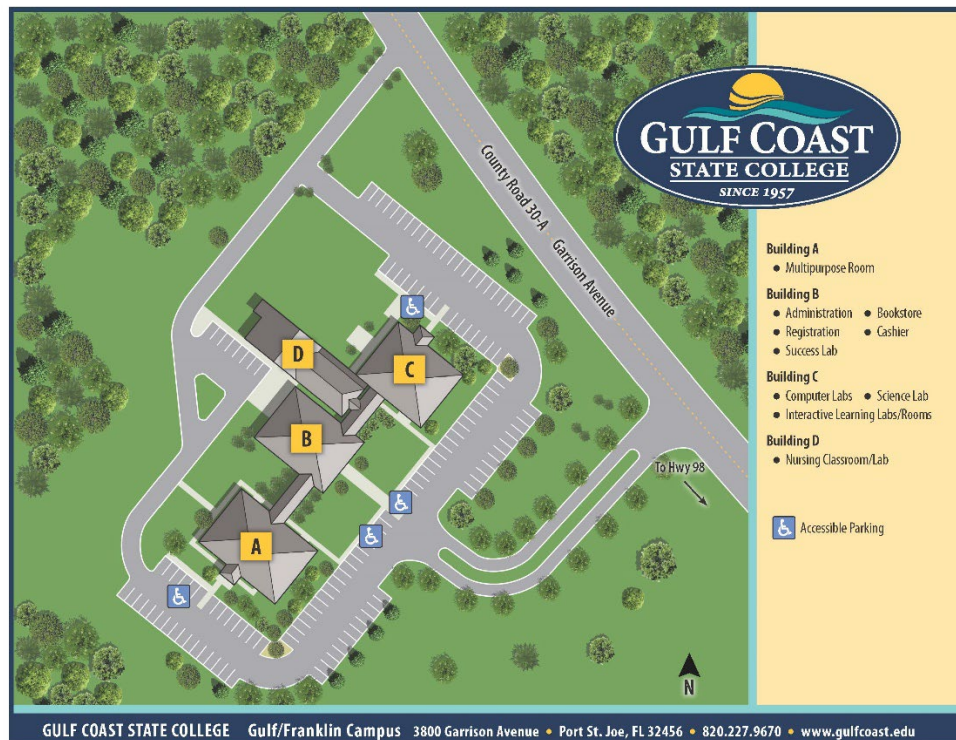 GULF COAST
STATE COLLEGE
SINCE 1957
County Road 30-A Garrison Avenue
To Hwy 98
A
B
C
D
N
Building A
• Multipurpose Room
Building B
• Administration • Bookstore
• Registration • Cashier
• Success Lab
Building C
• Computer Labs • Science Lab
• Interactive Learning Labs/Rooms
Building D
• Nursing Classroom/Lab
Accessible Parking
GULF COAST STATE COLLEGE Gulf/Franklin Campus 3800 Garrison Avenue • Port St. Joe, FL 32456 • 820.227.9670 • www.gulfcoast.edu